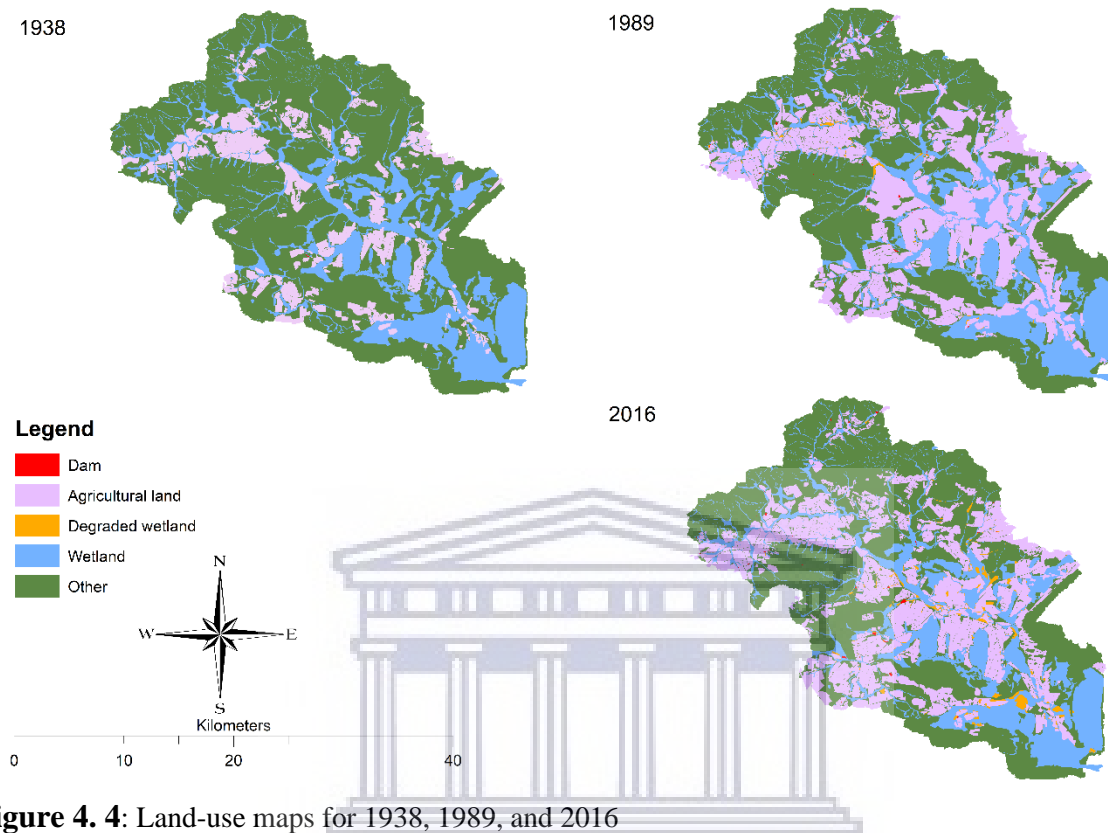 1938
1989
2016
Legend
Dam
Agricultural land
Degraded wetland
Wetland
Other
N
W E
S
Kilometers
0 10 20 40
igure 4. 4: Land-use maps for 1938, 1989, and 2016